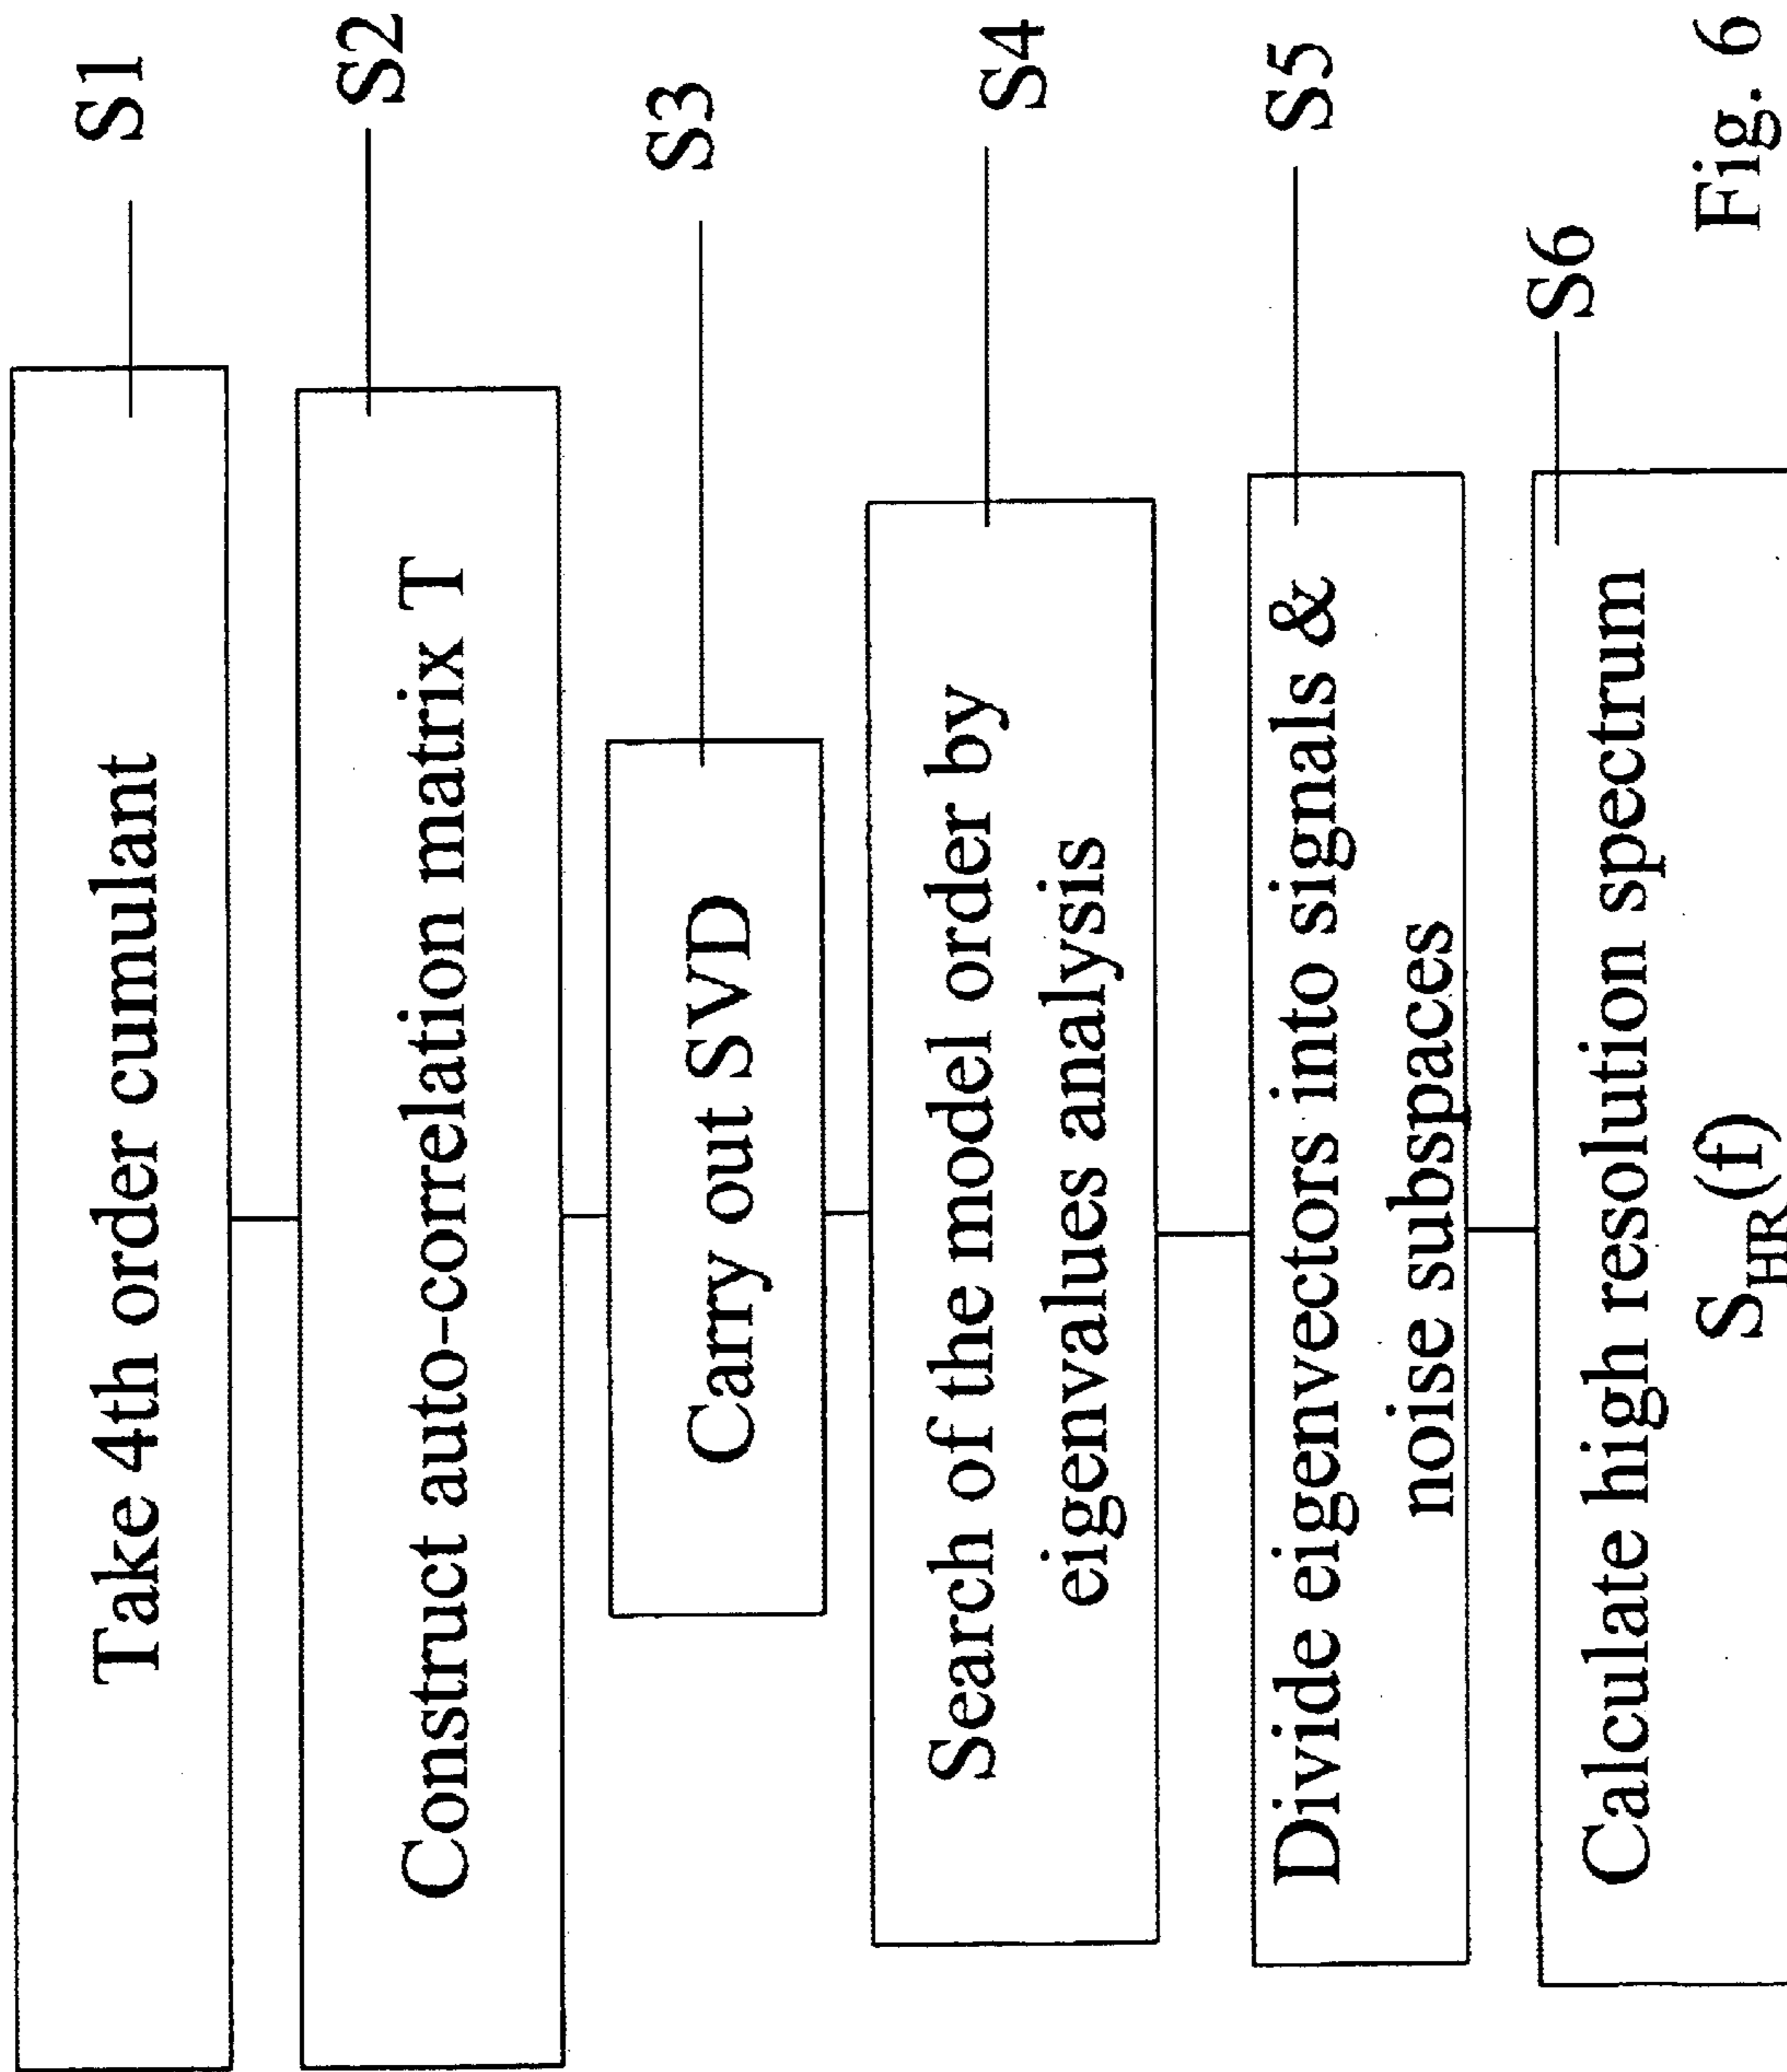 Take 4th order cumulant
S1
Construct auto-correlation matrix T
S2
Carry out SVD
S3
Search of the model order by
eigenvalues analysis
S4
Divide eigenvectors into signals &
noise subspaces
S5
Calculate high resolution spectrum
S_HR(f)
S6
Fig. 6